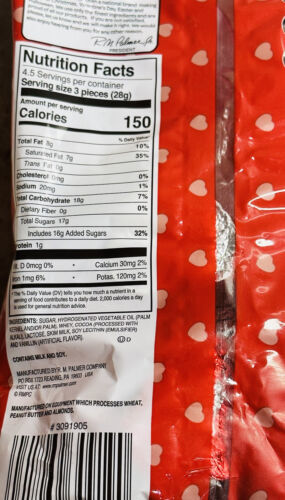 Nutrition Facts
4.5 Servings per container
Serving size 3 pieces (28g)
Amount per serving
Calories 150
% Daily Value*
Total Fat 8g 10%
Saturated Fat 7g 35%
Trans Fat 0g
Cholesterol 0mg 0%
Sodium 20mg 1%
Total Carbohydrate 18g 7%
Dietary Fiber 0g 0%
Total Sugars 17g
Includes 16g Added Sugars 32%
Protein 1g
Vit. D 0mcg 0% • Calcium 30mg 2%
Iron 1mg 6% • Potas. 120mg 2%
*The % Daily Value (DV) tells you how much a nutrient in a
serving of food contributes to a daily diet. 2,000 calories a day
is used for general nutrition advice.
INGREDIENTS: SUGAR, HYDROGENATED VEGETABLE OIL (PALM
KERNEL AND/OR PALM), WHEY, COCOA (PROCESSED WITH
ALKALI), LACTOSE, SKIM MILK, SOY LECITHIN (EMULSIFIER)
AND VANILLIN (ARTIFICIAL FLAVOR).
U D
CONTAINS MILK AND SOY.
MANUFACTURED BY R. M. PALMER COMPANY
PO BOX 1723 READING, PA 19603 USA
VISIT US AT: www.rmpalmer.com
© RMPC
MANUFACTURED ON EQUIPMENT WHICH PROCESSES WHEAT,
PEANUT BUTTER AND ALMONDS.
# 3091905
R.M. Palmer Jr.
PRESIDENT